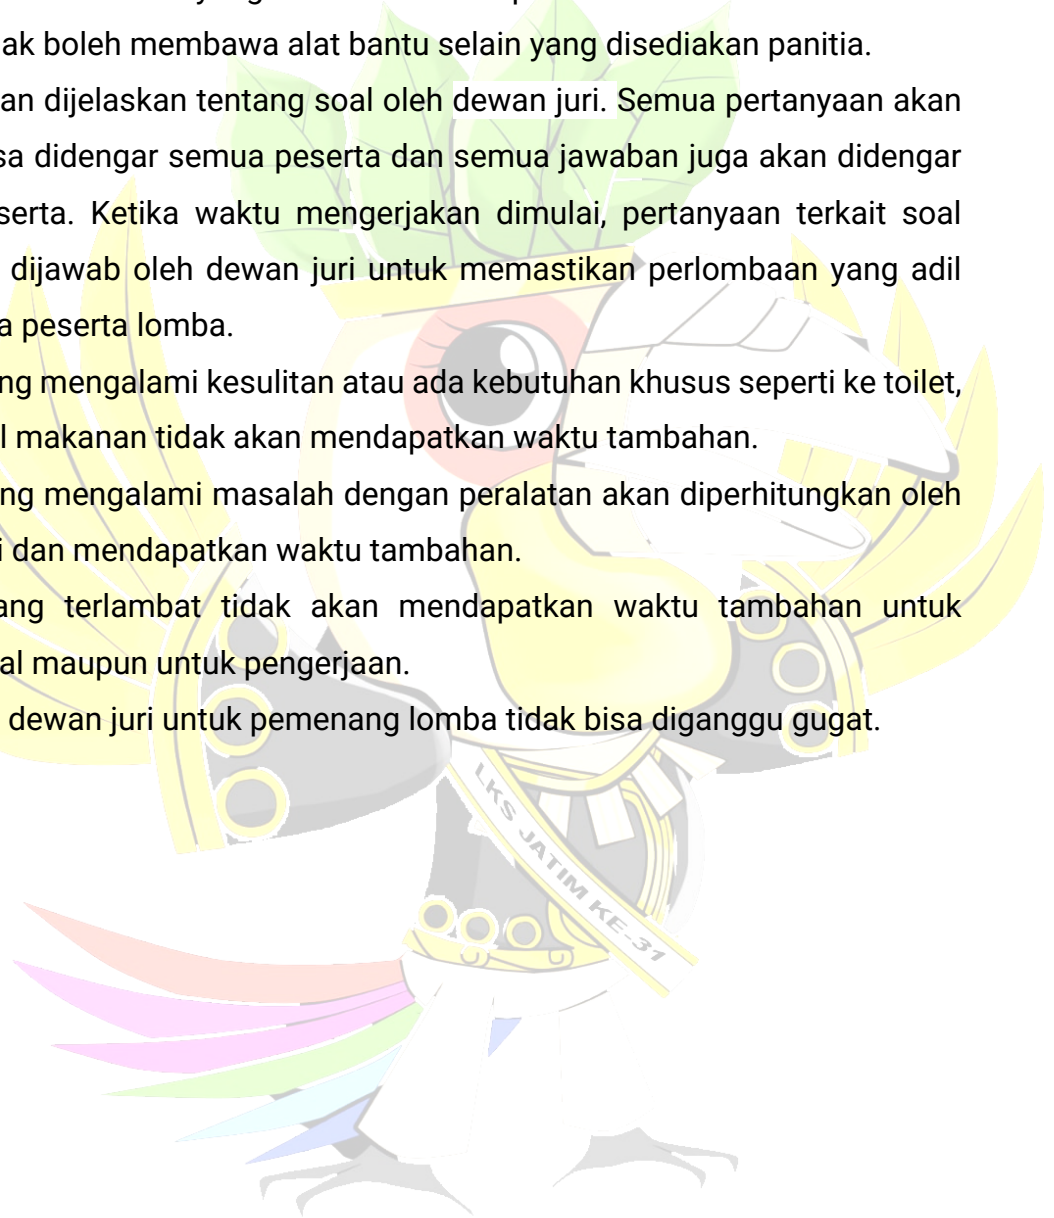 ak boleh membawa alat bantu selain yang disediakan panitia.
an dijelaskan tentang soal oleh dewan juri. Semua pertanyaan akan
sa didengar semua peserta dan semua jawaban juga akan didengar
serta. Ketika waktu mengerjakan dimulai, pertanyaan terkait soal
dijawab oleh dewan juri untuk memastikan perlombaan yang adil
a peserta lomba.
ng mengalami kesulitan atau ada kebutuhan khusus seperti ke toilet,
l makanan tidak akan mendapatkan waktu tambahan.
ng mengalami masalah dengan peralatan akan diperhitungkan oleh
i dan mendapatkan waktu tambahan.
ang terlambat tidak akan mendapatkan waktu tambahan untuk
al maupun untuk pengerjaan.
dewan juri untuk pemenang lomba tidak bisa diganggu gugat.
LKS JATIM KE-31